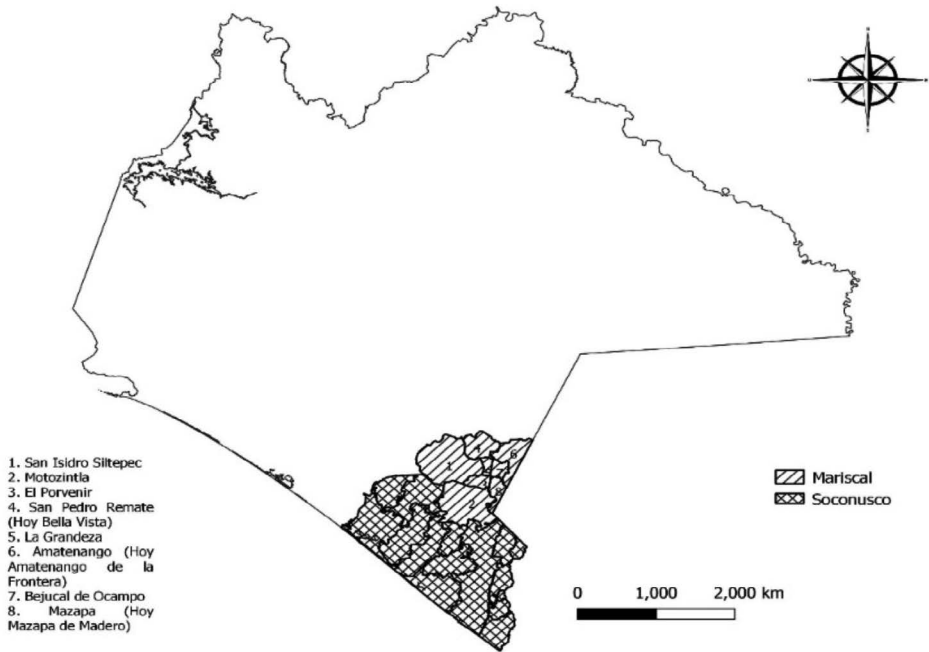 1. San Isidro Siltepec
2. Motozintla
3. El Porvenir
4. San Pedro Remate
(Hoy Bella Vista)
5. La Grandeza
6. Amatenango (Hoy
Amatenango de la
Frontera)
7. Bejucal de Ocampo
8. Mazapa (Hoy
Mazapa de Madero)
1
4
6
2
8
Mariscal
Soconusco
0 1,000 2,000 km